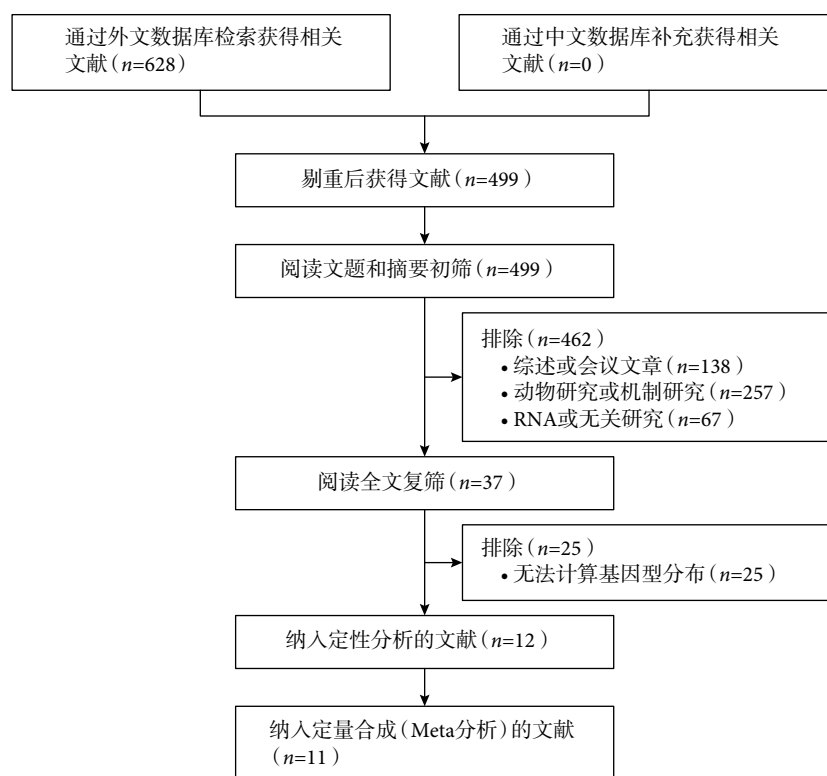 通过外文数据库检索获得相关
文献（n=628）
通过中文数据库补充获得相关
文献（n=0）
剔重后获得文献（n=499）
阅读文题和摘要初筛（n=499）
排除（n=462）
• 综述或会议文章（n=138）
• 动物研究或机制研究（n=257）
• RNA或无关研究（n=67）
阅读全文复筛（n=37）
排除（n=25）
• 无法计算基因型分布（n=25）
纳入定性分析的文献（n=12）
纳入定量合成（Meta分析）的文献
（n=11）